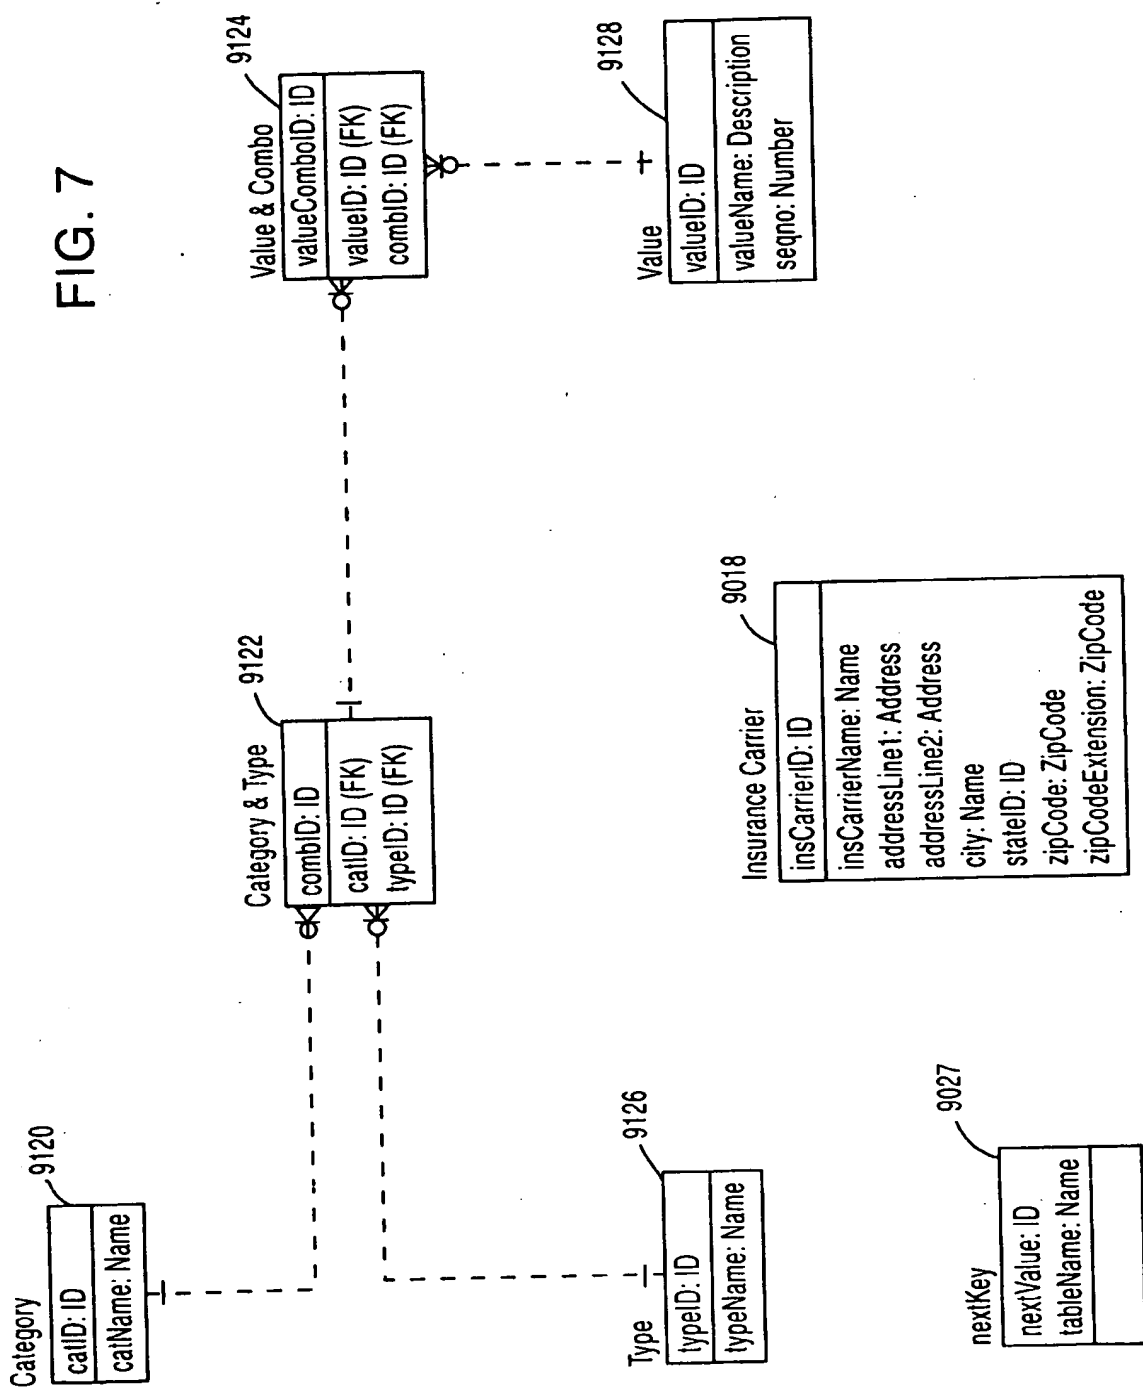 FIG. 7
Category
9120
catID: ID
catName: Name
Category & Type
9122
combID: ID
catID: ID (FK)
typeID: ID (FK)
Value & Combo
9124
valueComboID: ID
valueID: ID (FK)
combID: ID (FK)
Type
9126
typeID: ID
typeName: Name
Value
9128
valueID: ID
valueName: Description
seqno: Number
nextKey
9027
nextValue: ID
tableName: Name
Insurance Carrier
9018
insCarrierID: ID
insCarrierName: Name
addressLine1: Address
addressLine2: Address
city: Name
stateID: ID
zipCode: ZipCode
zipCodeExtension: ZipCode